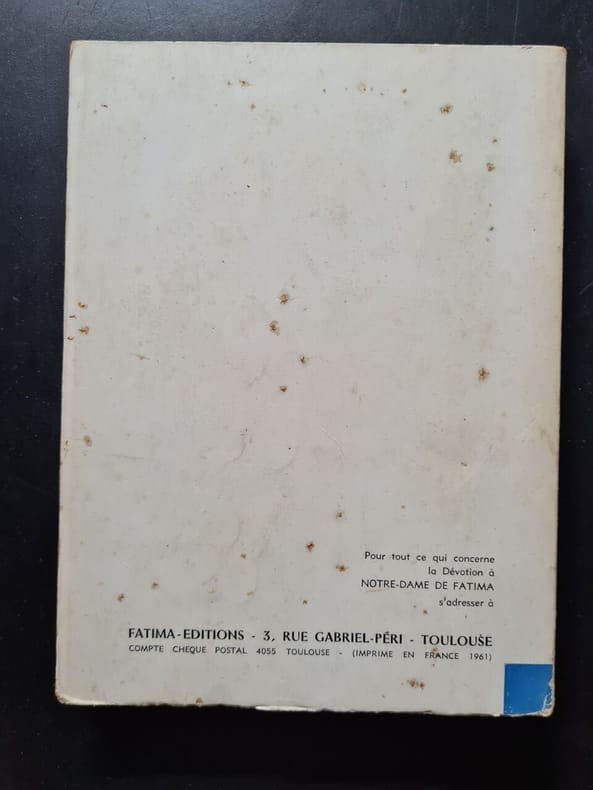 Pour tout ce qui concerne
la Dévotion à
NOTRE-DAME DE FATIMA
s'adresser à
FATIMA-EDITIONS - 3, RUE GABRIEL-PÉRI - TOULOUSE
COMPTE CHEQUE POSTAL 4055 TOULOUSE - (IMPRIME EN FRANCE 1961)